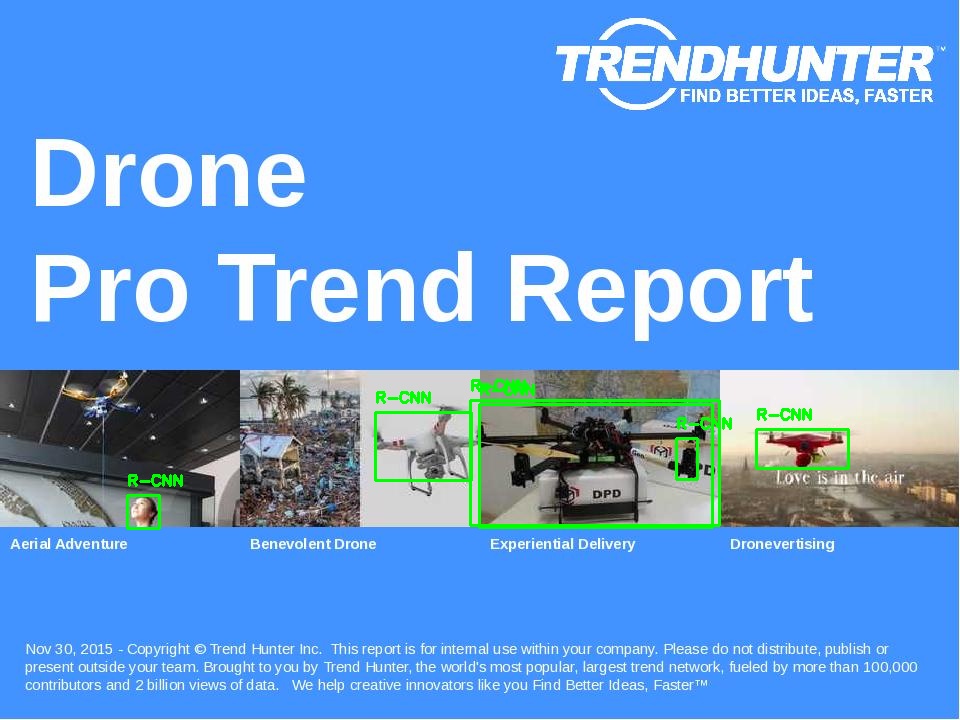 TRENDHUNTER™
FIND BETTER IDEAS, FASTER
Drone
Pro Trend Report
R-CNN
R-CNN
R-CNN
R-CNN
R-CNN
R-CNN
DPD
DPD
Love is in the air
Aerial Adventure
Benevolent Drone
Experiential Delivery
Dronevertising
Nov 30, 2015 - Copyright © Trend Hunter Inc. This report is for internal use within your company. Please do not distribute, publish or
present outside your team. Brought to you by Trend Hunter, the world's most popular, largest trend network, fueled by more than 100,000
contributors and 2 billion views of data. We help creative innovators like you Find Better Ideas, Faster™